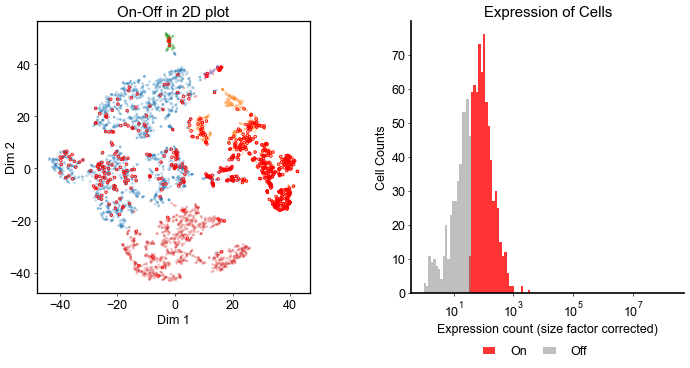 On-Off in 2D plot
Dim 2
40
20
0
−20
−40
−40 −20 0 20 40
Dim 1
Expression of Cells
Cell Counts
70
60
50
40
30
20
10
0
10^1 10^3 10^5 10^7
Expression count (size factor corrected)
On Off